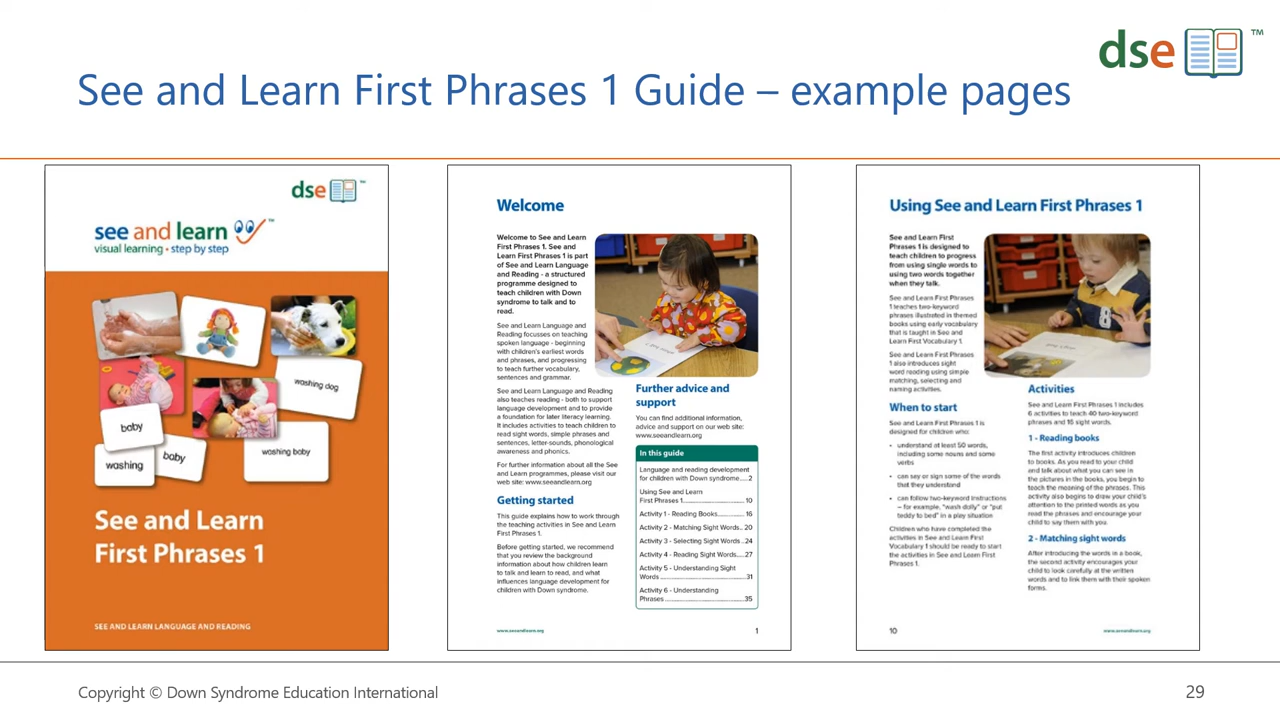 dse TM
See and Learn First Phrases 1 Guide – example pages
dse ™
see and learn ™
visual learning • step by step
washing dog
baby
baby
washing
washing baby
See and Learn
First Phrases 1
SEE AND LEARN LANGUAGE AND READING
Welcome
Welcome to See and Learn
First Phrases 1. See and
Learn First Phrases 1 is part
of See and Learn Language
and Reading - a structured
programme designed to
teach children with Down
syndrome to talk and to
read.
See and Learn Language and
Reading focusses on teaching
spoken language - beginning
with children's earliest words
and phrases, and progressing
to teach further vocabulary,
sentences and grammar.
See and Learn Language and Reading
also teaches reading - both to support
language development and to provide
a foundation for later literacy learning.
It includes activities to teach children to
read sight words, simple phrases and
sentences, letter-sounds, phonological
awareness and phonics.
For further information about all the See
and Learn programmes, please visit our
web site: www.seeandlearn.org
Getting started
This guide explains how to work through
the teaching activities in See and Learn
First Phrases 1.
Before getting started, we recommend
that you review the background
information about how children learn
to talk and learn to read, and what
influences language development for
children with Down syndrome.
Further advice and
support
You can find additional information,
advice and support on our web site:
www.seeandlearn.org
In this guide
Language and reading development
for children with Down syndrome.....2
Using See and Learn
First Phrases 1..............................10
Activity 1 - Reading Books............16
Activity 2 - Matching Sight Words..20
Activity 3 - Selecting Sight Words...24
Activity 4 - Reading Sight Words.....27
Activity 5 - Understanding Sight
Words .........................................31
Activity 6 - Understanding
Phrases .......................................35
www.seeandlearn.org
1
Using See and Learn First Phrases 1
See and Learn First
Phrases 1 is designed to
teach children to progress
from using single words to
using two words together
when they talk.
See and Learn First Phrases
1 teaches two-keyword
phrases illustrated in themed
books using early vocabulary
that is taught in See and
Learn First Vocabulary 1.
See and Learn First Phrases
1 also introduces sight
word reading using simple
matching, selecting and
naming activities.
When to start
See and Learn First Phrases 1 is
designed for children who:
• understand at least 50 words,
including some nouns and some
verbs
• can say or sign some of the words
that they understand
• can follow two-keyword instructions
– for example, "wash dolly" or "put
teddy to bed" in a play situation
Children who have completed the
activities in See and Learn First
Vocabulary 1 should be ready to start
the activities in See and Learn First
Phrases 1.
Activities
See and Learn First Phrases 1 includes
6 activities to teach 40 two-keyword
phrases and 15 sight words.
1 - Reading books
The first activity introduces children
to books. As you read to your child
and talk about what you can see in
the pictures in the books, you begin to
teach the meaning of the phrases. This
activity also begins to draw your child's
attention to the printed words as you
read the phrases and encourage your
child to say them with you.
2 - Matching sight words
After introducing the words in a book,
the second activity encourages your
child to look carefully at the written
words and to link them with their spoken
forms.
10
www.seeandlearn.org
Copyright © Down Syndrome Education International
29